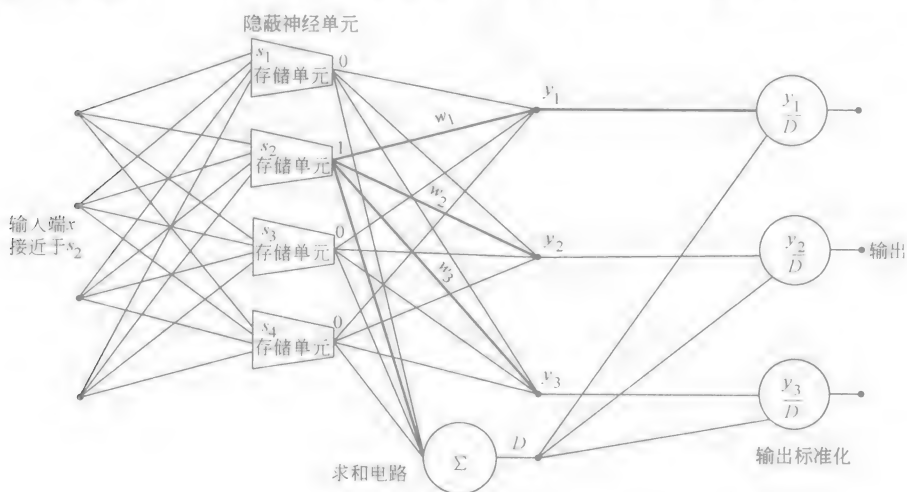 隐蔽神经单元
s1
存储单元
0
s2
存储单元
1
s3
存储单元
0
s4
存储单元
0
输入端x
接近于s2
w1
w2
w3
y1
y2
y3
求和电路
Σ
D
y1
D
y2
D
y3
D
输出
输出标准化